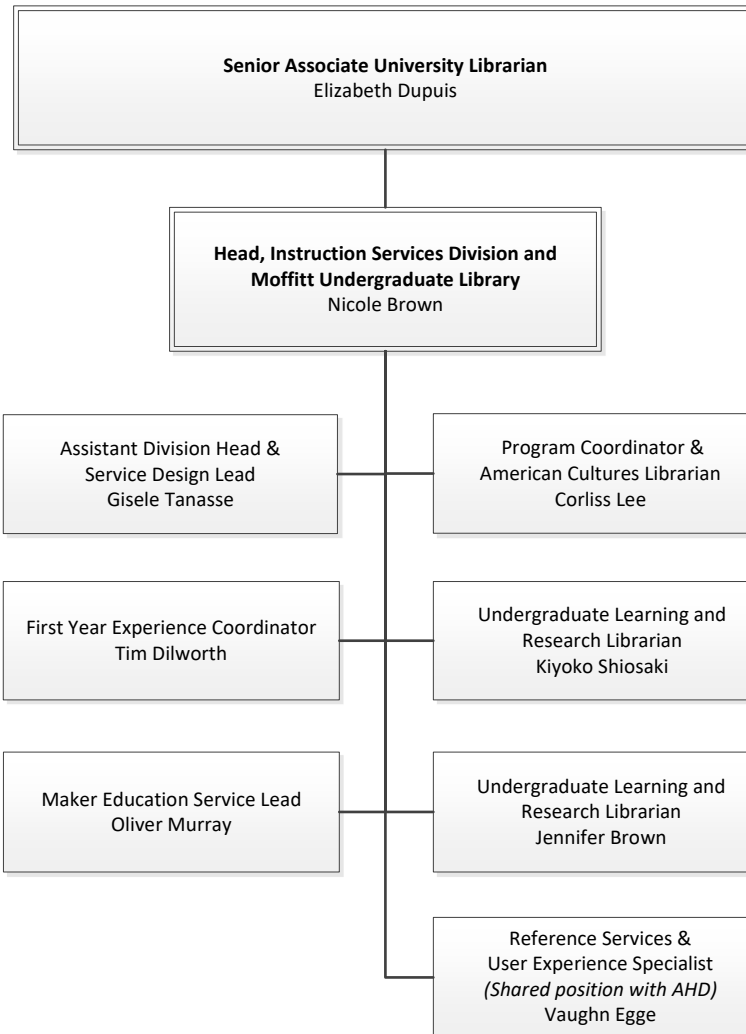 Senior Associate University Librarian
Elizabeth Dupuis
Head, Instruction Services Division and
Moffitt Undergraduate Library
Nicole Brown
Assistant Division Head &
Service Design Lead
Gisele Tanasse
Program Coordinator &
American Cultures Librarian
Corliss Lee
First Year Experience Coordinator
Tim Dilworth
Undergraduate Learning and
Research Librarian
Kiyoko Shiosaki
Maker Education Service Lead
Oliver Murray
Undergraduate Learning and
Research Librarian
Jennifer Brown
Reference Services &
User Experience Specialist
(Shared position with AHD)
Vaughn Egge